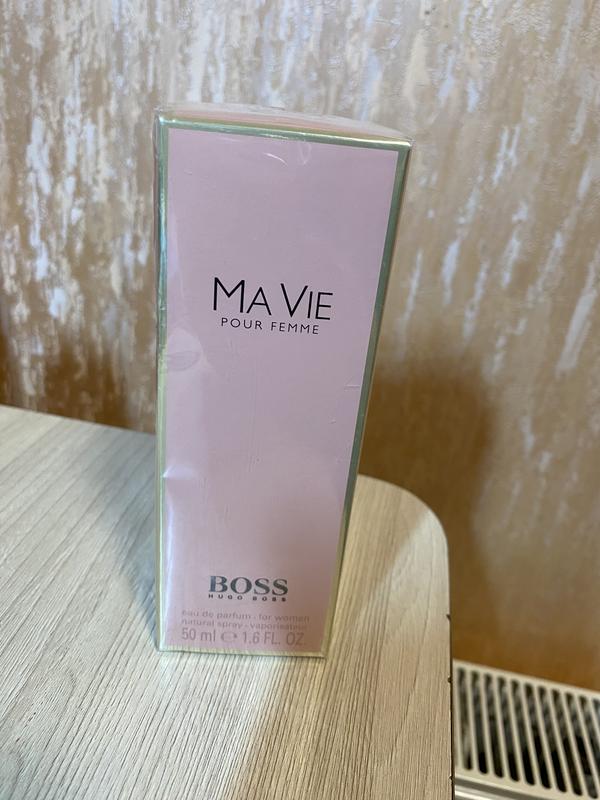 MA VIE
POUR FEMME
BOSS
HUGO BOSS
eau de parfum - for women
natural spray - vaporisateur
50 ml ℮ 1.6 FL. OZ.